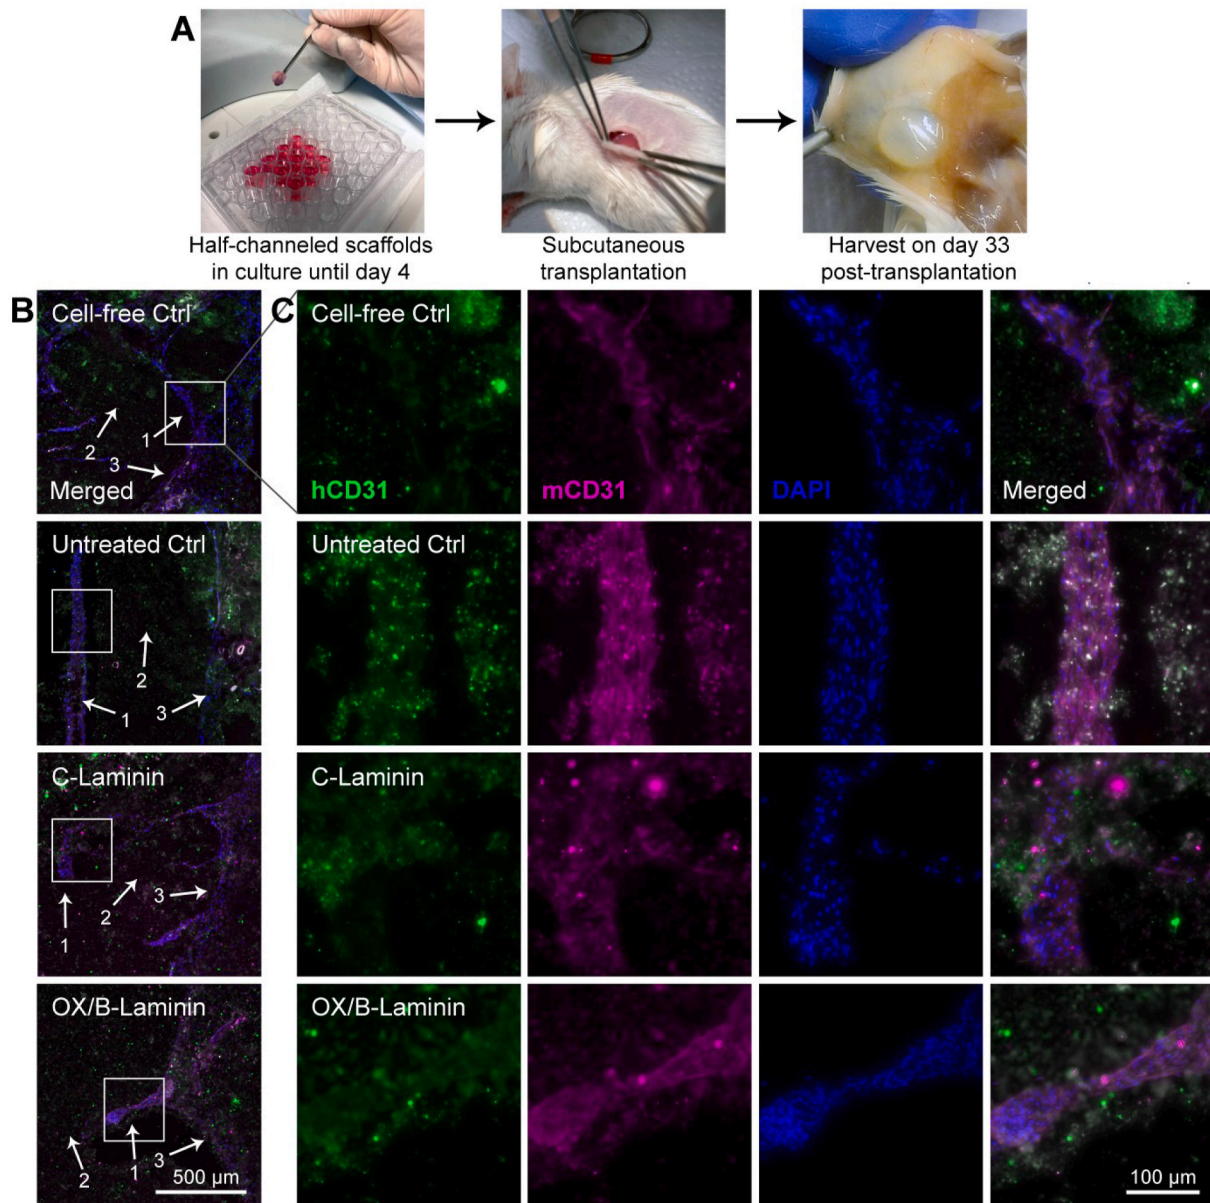 A
Half-channeled scaffolds
in culture until day 4
Subcutaneous
transplantation
Harvest on day 33
post-transplantation
B
Cell-free Ctrl
1
2
3
Merged
C
Cell-free Ctrl
hCD31
mCD31
DAPI
Merged
Untreated Ctrl
2
1
3
Untreated Ctrl
C-Laminin
2
3
1
C-Laminin
OX/B-Laminin
2
1
3
500 µm
OX/B-Laminin
100 µm